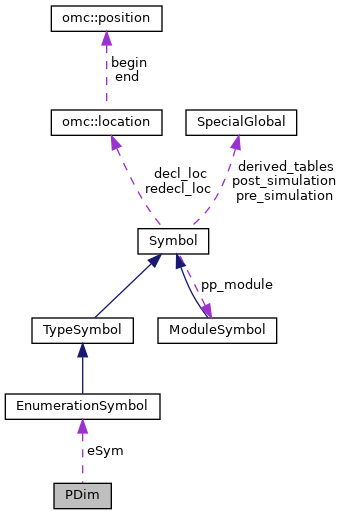 omc::position
begin
end
omc::location
SpecialGlobal
decl_loc
redecl_loc
derived_tables
post_simulation
pre_simulation
Symbol
pp_module
TypeSymbol
ModuleSymbol
EnumerationSymbol
eSym
PDim